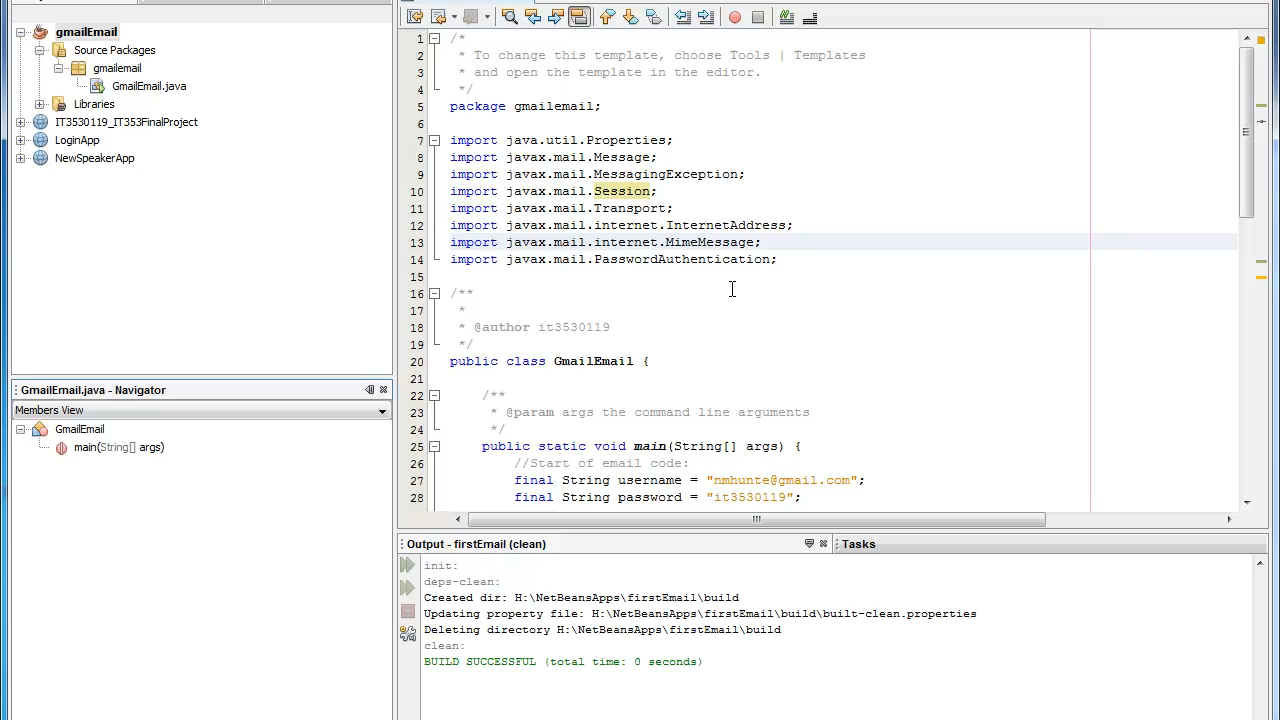 gmailEmail
Source Packages
gmailemail
GmailEmail.java
Libraries
IT3530119_IT353FinalProject
LoginApp
NewSpeakerApp
GmailEmail.java - Navigator
Members View
GmailEmail
main(String[] args)
1 /*
2 * To change this template, choose Tools | Templates
3 * and open the template in the editor.
4 */
5 package gmailemail;
6
7 import java.util.Properties;
8 import javax.mail.Message;
9 import javax.mail.MessagingException;
10 import javax.mail.Session;
11 import javax.mail.Transport;
12 import javax.mail.internet.InternetAddress;
13 import javax.mail.internet.MimeMessage;
14 import javax.mail.PasswordAuthentication;
15
16 /**
17 *
18 * @author it3530119
19 */
20 public class GmailEmail {
21
22 /**
23 * @param args the command line arguments
24 */
25 public static void main(String[] args) {
26 //Start of email code:
27 final String username = "nmhunte@gmail.com";
28 final String password = "it3530119";
Output - firstEmail (clean)
Tasks
init:
deps-clean:
Created dir: H:\NetBeansApps\firstEmail\build
Updating property file: H:\NetBeansApps\firstEmail\build\built-clean.properties
Deleting directory H:\NetBeansApps\firstEmail\build
clean:
BUILD SUCCESSFUL (total time: 0 seconds)